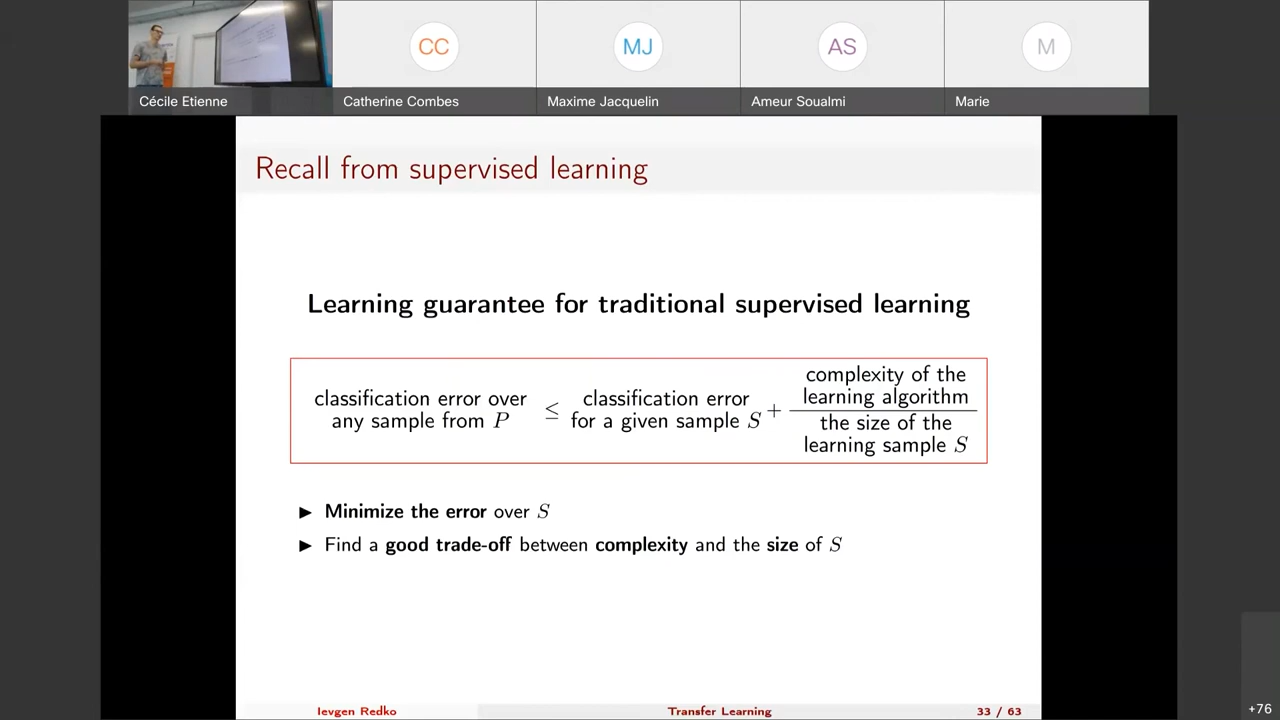 CC
MJ
AS
M
Cécile Etienne
Catherine Combes
Maxime Jacquelin
Ameur Soualmi
Marie
Recall from supervised learning
Learning guarantee for traditional supervised learning
classification error over
any sample from P
≤
classification error
for a given sample S
+
complexity of the
learning algorithm
the size of the
learning sample S
▶ Minimize the error over S
▶ Find a good trade-off between complexity and the size of S
Ievgen Redko
Transfer Learning
33 / 63
+76